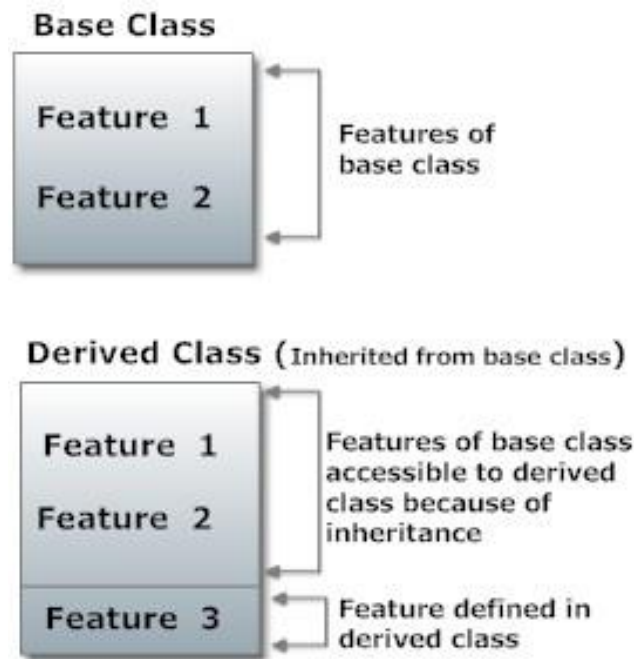 Base Class
Feature 1
Feature 2
Features of
base class
Derived Class (Inherited from base class)
Feature 1
Feature 2
Features of base class
accessible to derived
class because of
inheritance
Feature 3
Feature defined in
derived class